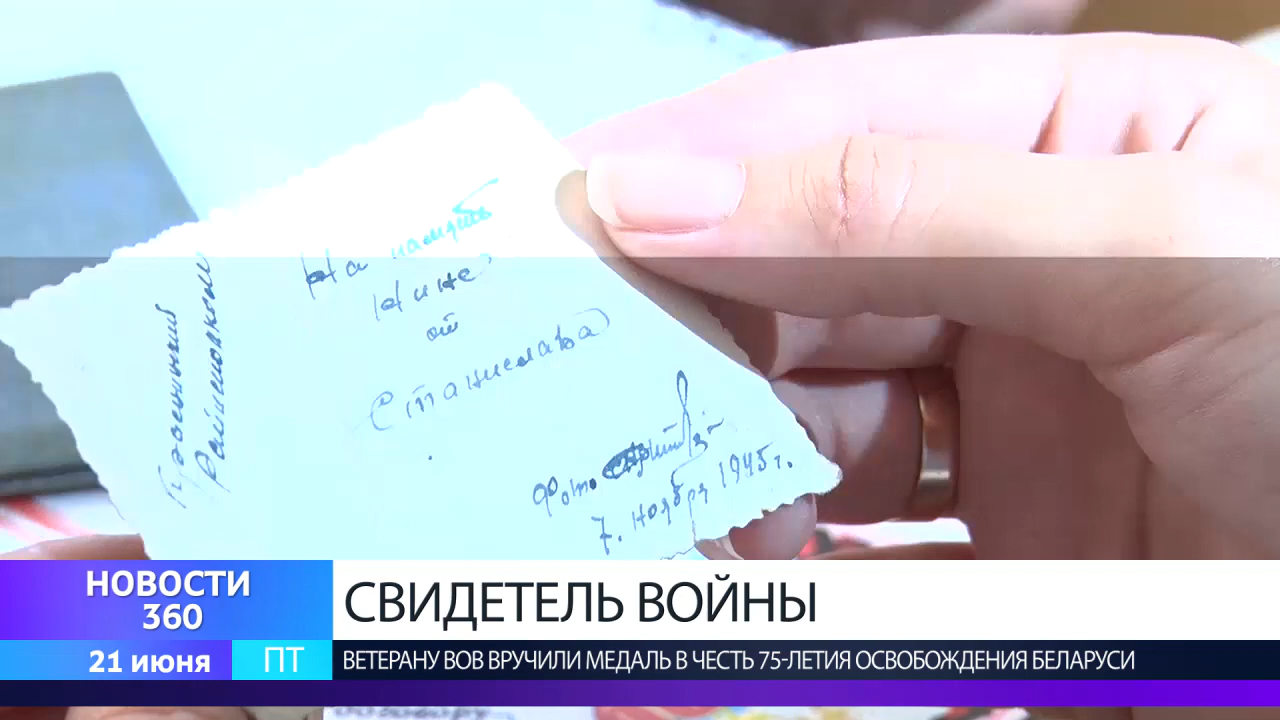 На память
Нине
от
Станислава
Фото
7. ноября 1945 г.
НОВОСТИ
360
СВИДЕТЕЛЬ ВОЙНЫ
21 июня
ПТ
ВЕТЕРАНУ ВОВ ВРУЧИЛИ МЕДАЛЬ В ЧЕСТЬ 75-ЛЕТИЯ ОСВОБОЖДЕНИЯ БЕЛАРУСИ